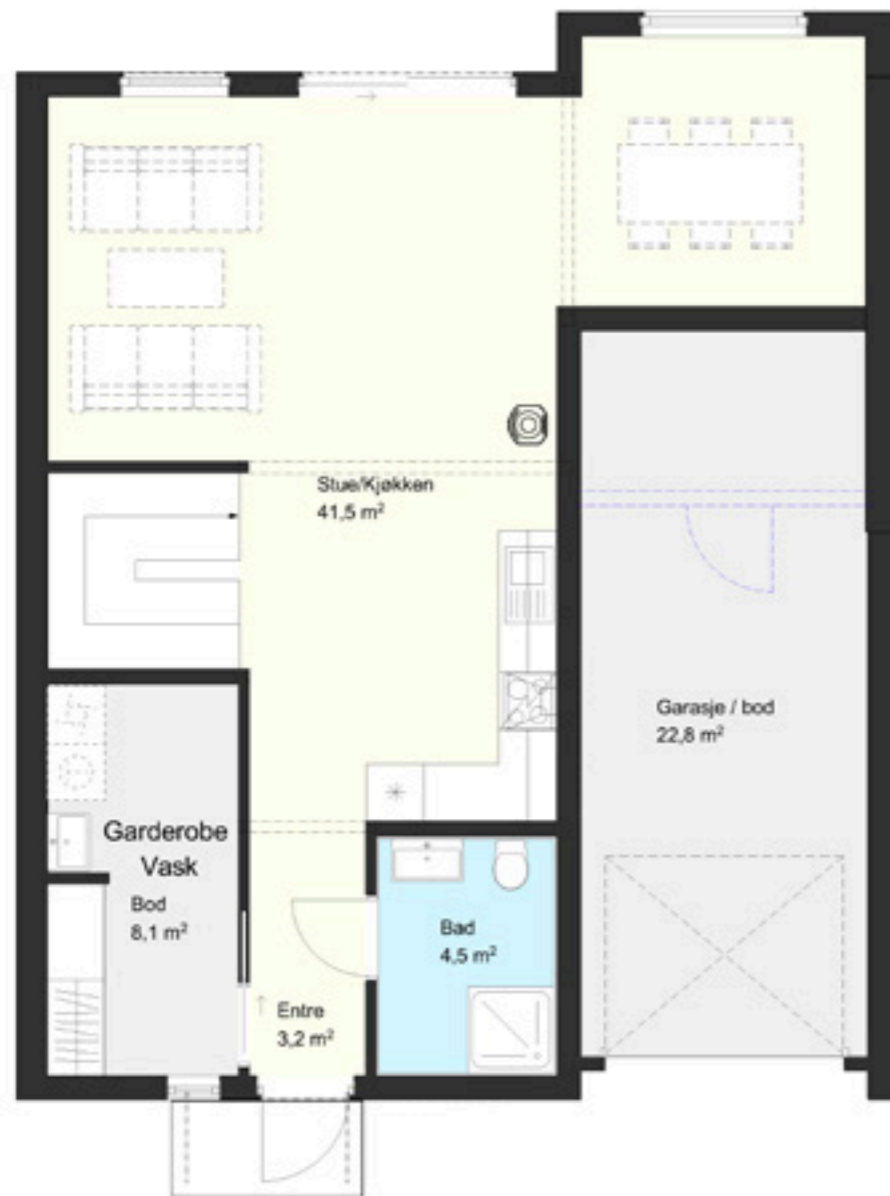 Stue/Kjøkken
41,5 m²
Garasje / bod
22,8 m²
Garderobe
Vask
Bod
8,1 m²
Bad
4,5 m²
Entre
3,2 m²